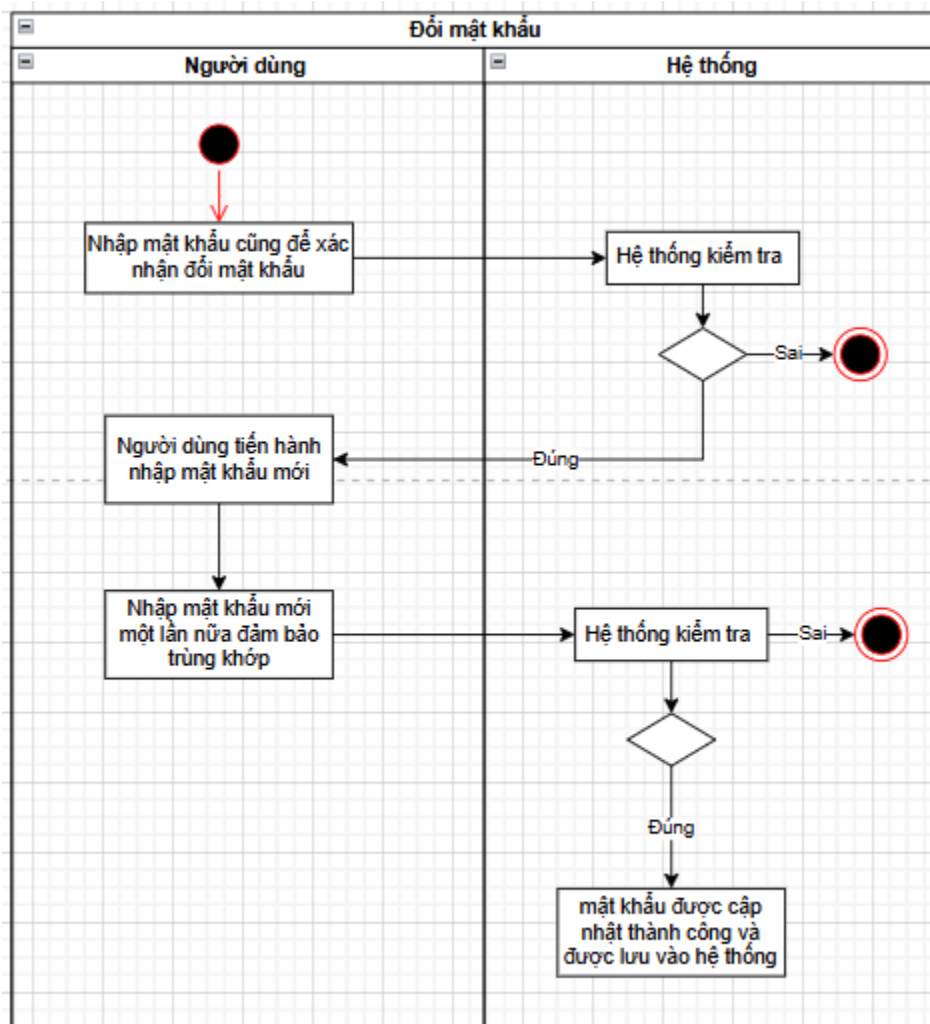 Đổi mật khẩu
Người dùng
Hệ thống
Nhập mật khẩu cũng để xác
nhận đổi mật khẩu
Hệ thống kiểm tra
Sai
Đúng
Người dùng tiến hành
nhập mật khẩu mới
Nhập mật khẩu mới
một lần nữa đảm bảo
trùng khớp
Hệ thống kiểm tra
Sai
Đúng
mật khẩu được cập
nhật thành công và
được lưu vào hệ thống